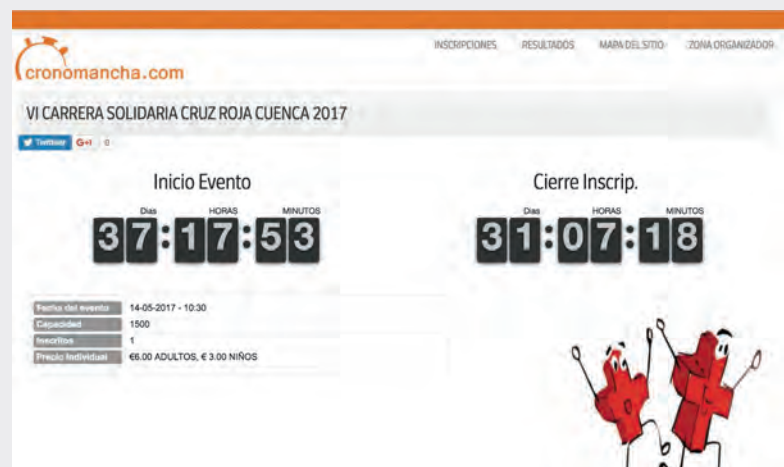 INSCRIPCIONES RESULTADOS MAPA DEL SITIO ZONA ORGANIZADOR
cronomancha.com
VI CARRERA SOLIDARIA CRUZ ROJA CUENCA 2017
Twittear G+1 0
Inicio Evento
Dias HORAS MINUTOS
37:17:53
Cierre Inscrip.
Dias HORAS MINUTOS
31:07:18
Fecha del evento 14-05-2017 - 10:30
Capacidad 1500
Inscritos 1
Precio Individual €6.00 ADULTOS, € 3.00 NIÑOS